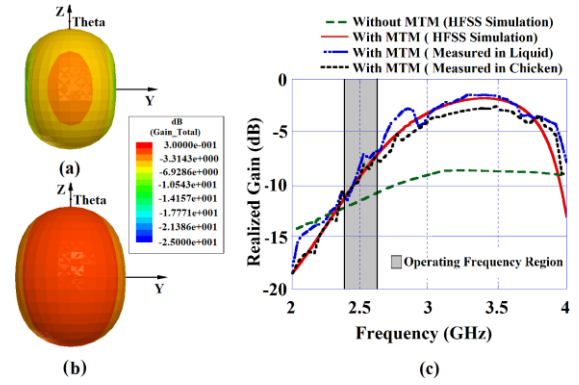 (a)
Z
Theta
Y
dB
(Gain_Total)
3.0000e-001
-3.3143e+000
-6.9286e+000
-1.0543e+001
-1.4157e+001
-1.7771e+001
-2.1386e+001
-2.5000e+001
(a)
Z
Theta
Y
(b)
Without MTM (HFSS Simulation)
With MTM ( HFSS Simulation)
With MTM ( Measured in Liquid)
With MTM ( Measured in Chicken)
Realized Gain (dB)
0
-5
-10
-15
-20
Operating Frequency Region
2
2.5
3
3.5
4
Frequency (GHz)
(c)